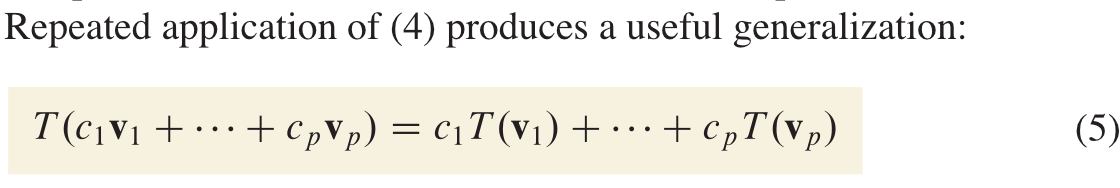 Repeated application of (4) produces a useful generalization:
T(c₁v₁ + ··· + cₚvₚ) = c₁T(v₁) + ··· + cₚT(vₚ) (5)